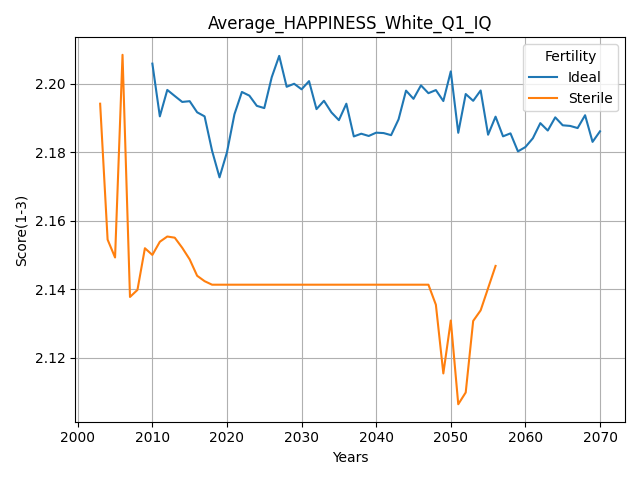 Average_HAPPINESS_White_Q1_IQ
Fertility
Ideal
Sterile
Score(1-3)
2.20
2.18
2.16
2.14
2.12
2000 2010 2020 2030 2040 2050 2060 2070
Years